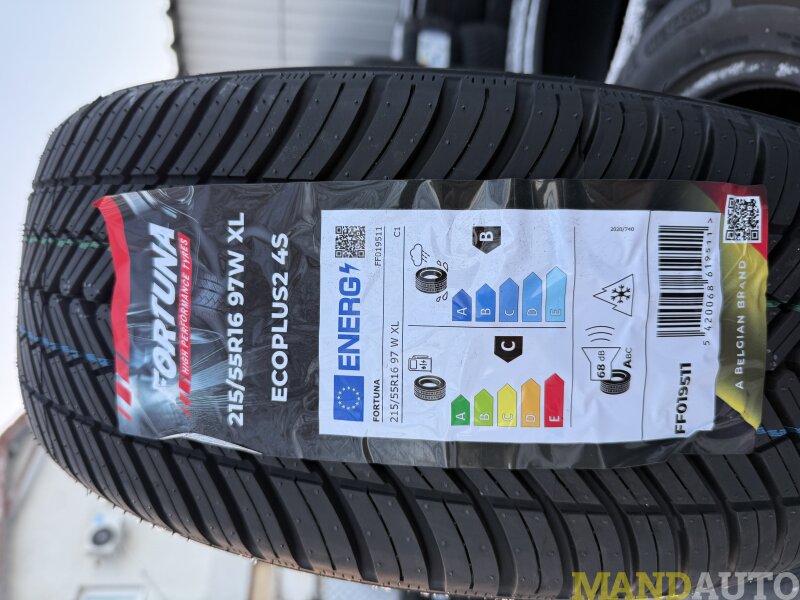 FORTUNA
HIGH PERFORMANCE TYRES
215/55R16 97W XL
ECOPLUS2 4S
ENERG
FF019511
FORTUNA
215/55R16 97 W XL
C1
A
B
C
D
E
B
A
B
C
D
E
C
68 dB
ABC
2020/740
5 420068 619511 >
FF019511
A BELGIAN BRAND
MANDAUTO